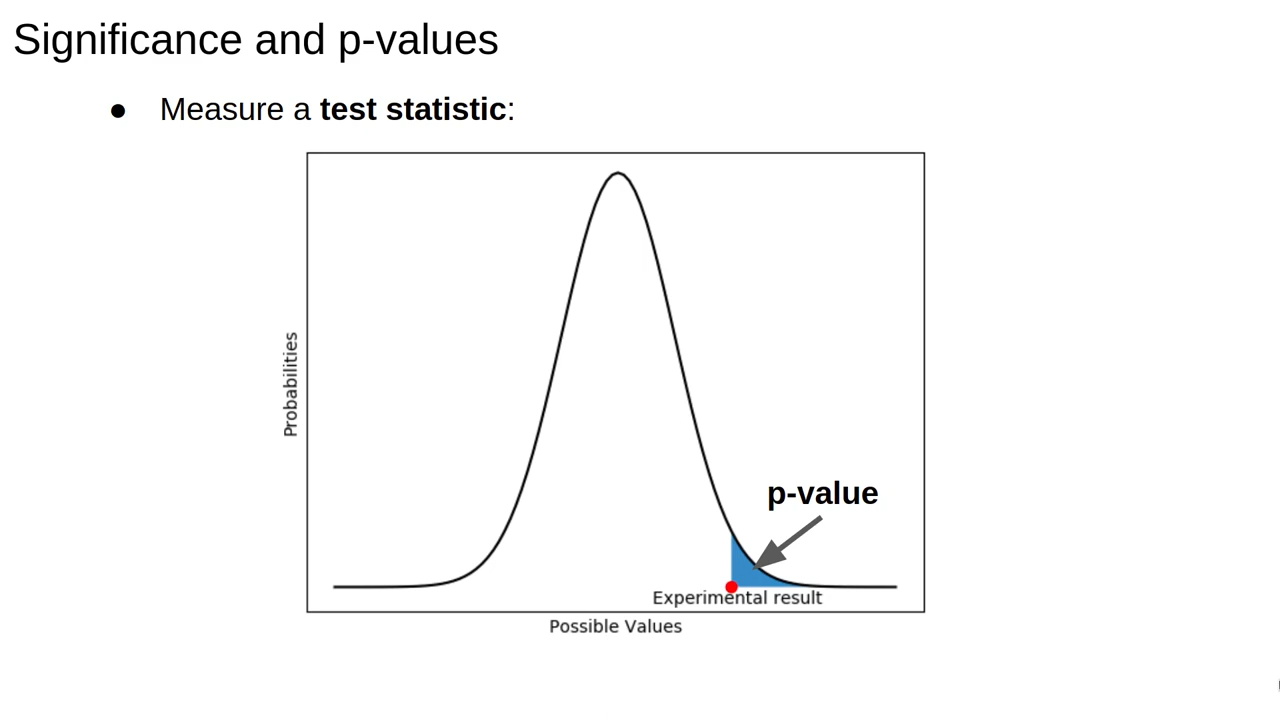 Significance and p-values
● Measure a test statistic:
Probabilities
p-value
Experimental result
Possible Values